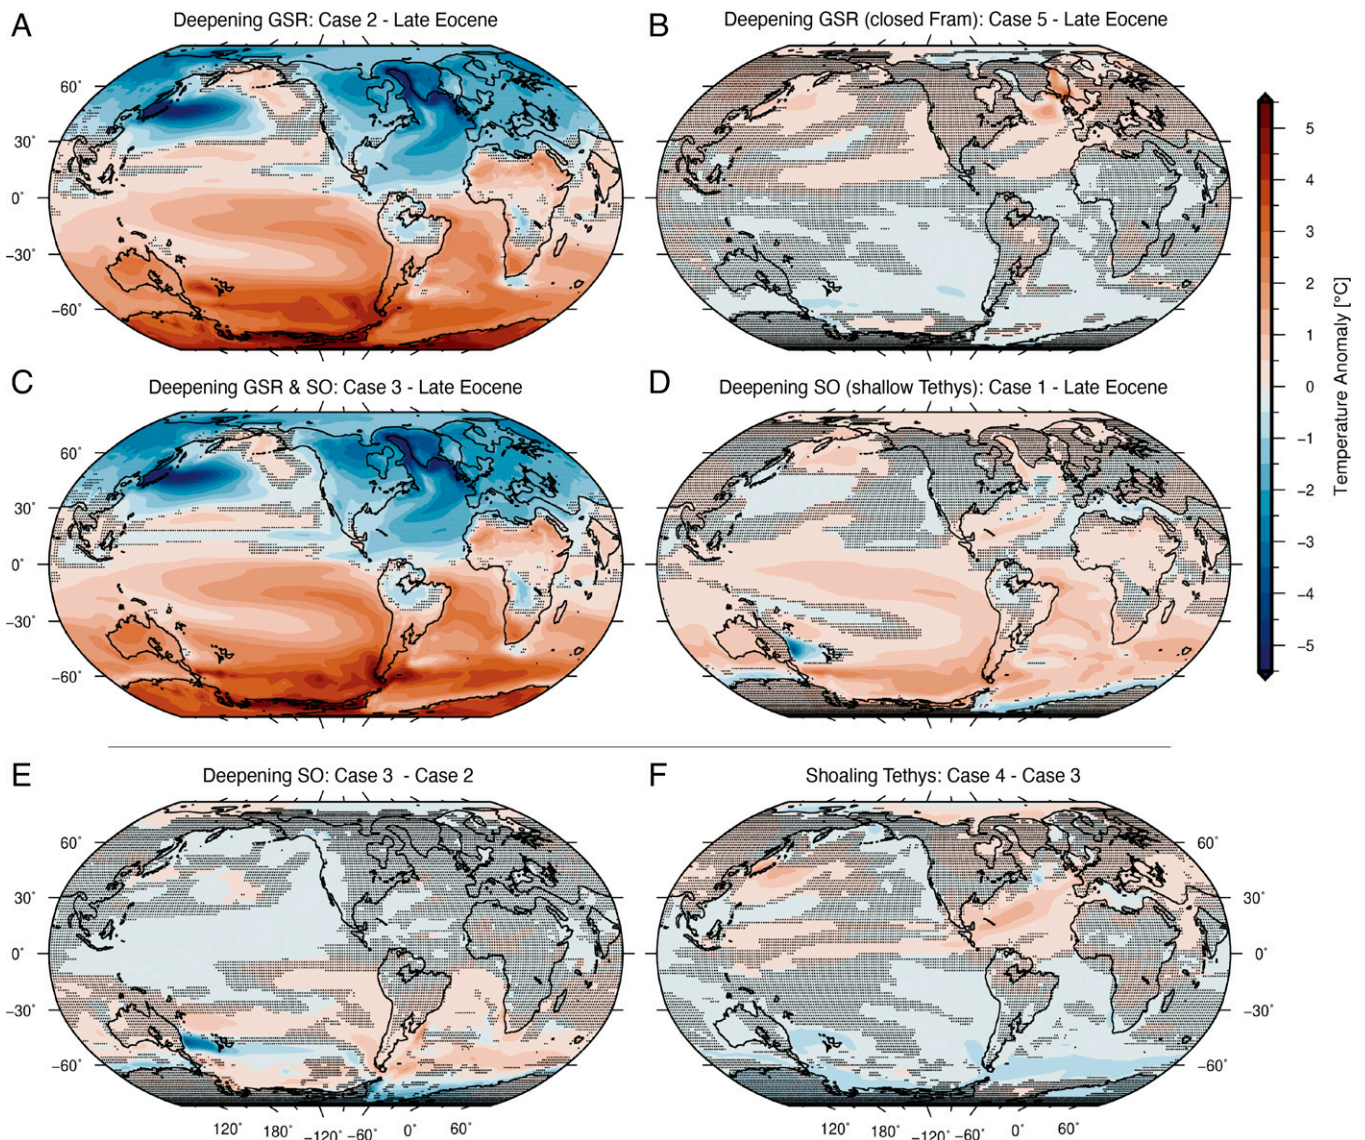 A
Deepening GSR: Case 2 - Late Eocene
60°
30°
0°
−30°
−60°
B
Deepening GSR (closed Fram): Case 5 - Late Eocene
C
Deepening GSR & SO: Case 3 - Late Eocene
60°
30°
0°
−30°
−60°
D
Deepening SO (shallow Tethys): Case 1 - Late Eocene
5
4
3
2
1
0
−1
−2
−3
−4
−5
Temperature Anomaly [°C]
E
Deepening SO: Case 3 - Case 2
60°
30°
0°
−30°
−60°
120° 180° −120° −60° 0° 60°
F
Shoaling Tethys: Case 4 - Case 3
60°
30°
0°
−30°
−60°
120° 180° −120° −60° 0° 60°